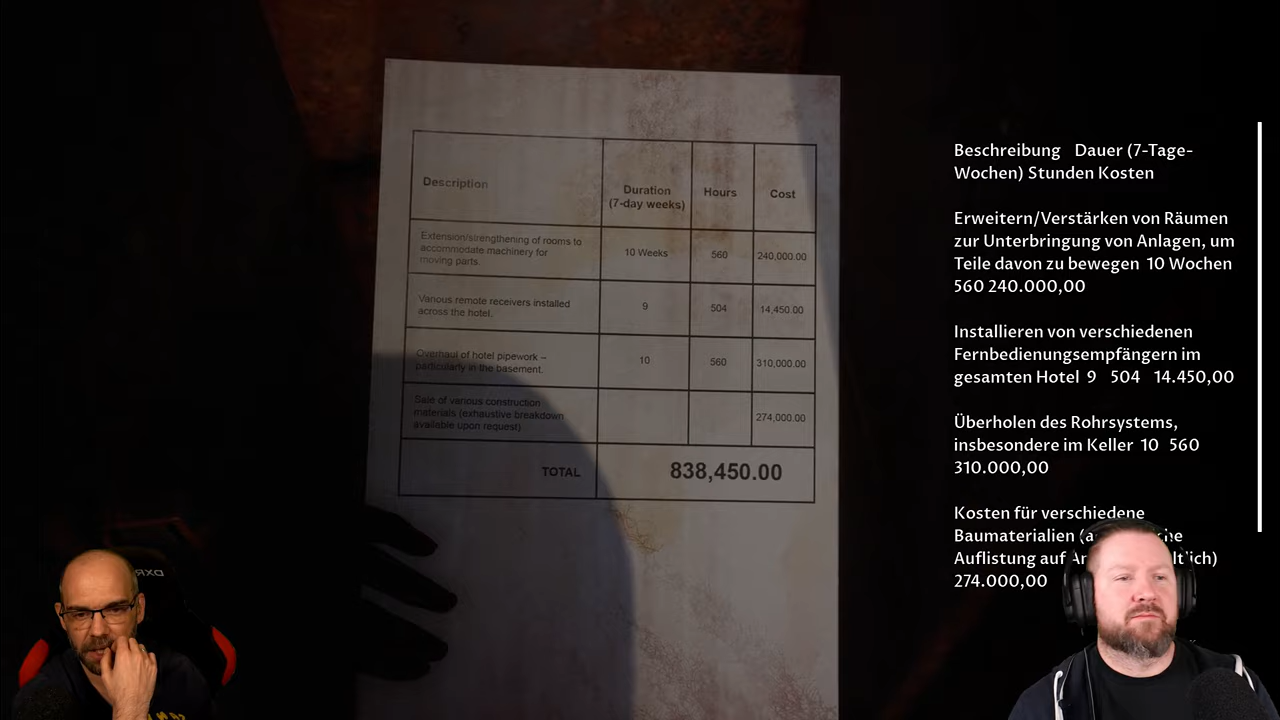 Description
Duration
(7-day weeks)
Hours
Cost
Extension/strengthening of rooms to
accommodate machinery for
moving parts.
10 Weeks
560
240,000.00
Various remote receivers installed
across the hotel.
9
504
14,450.00
Overhaul of hotel pipework –
particularly in the basement.
10
560
310,000.00
Sale of various construction
materials (exhaustive breakdown
available upon request)
274,000.00
TOTAL
838,450.00
Beschreibung Dauer (7-Tage-
Wochen) Stunden Kosten
Erweitern/Verstärken von Räumen
zur Unterbringung von Anlagen, um
Teile davon zu bewegen 10 Wochen
560 240.000,00
Installieren von verschiedenen
Fernbedienungsempfängern im
gesamten Hotel 9 504 14.450,00
Überholen des Rohrsystems,
insbesondere im Keller 10 560
310.000,00
Kosten für verschiedene
Baumaterialien
Auflistung auf
274.000,00
DXR